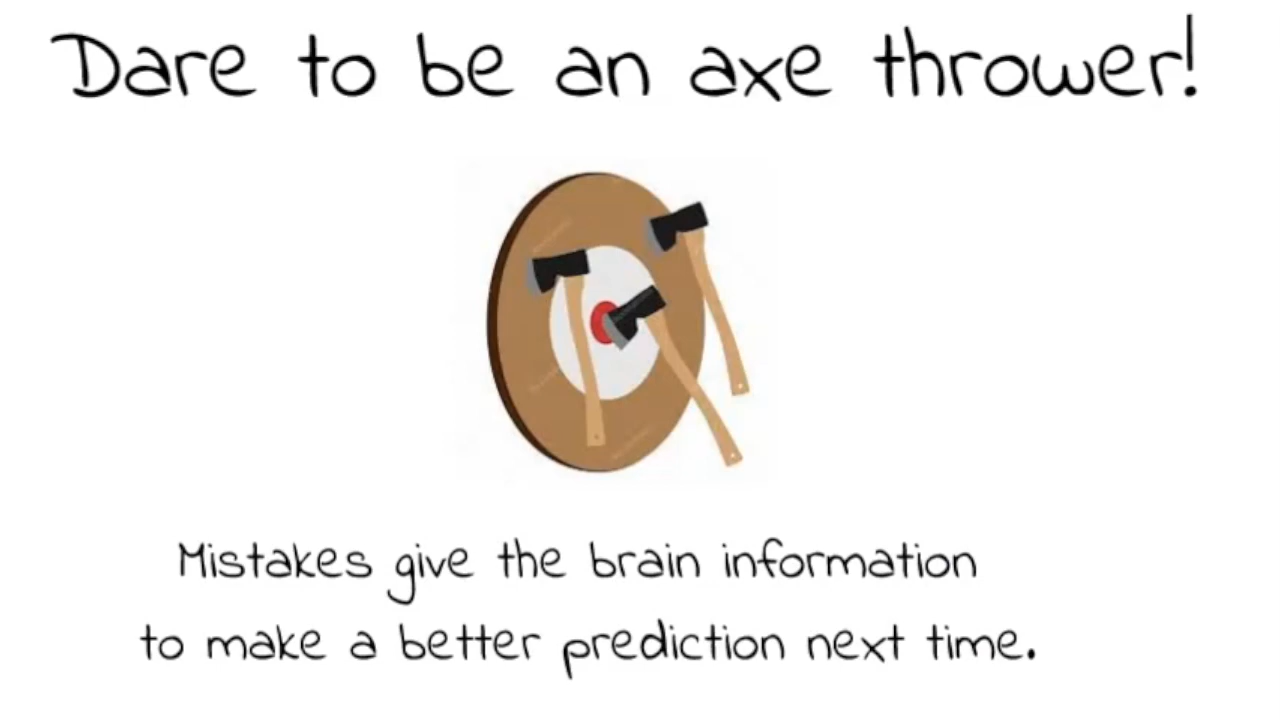 Dare to be an axe thrower!
Mistakes give the brain information
to make a better prediction next time.